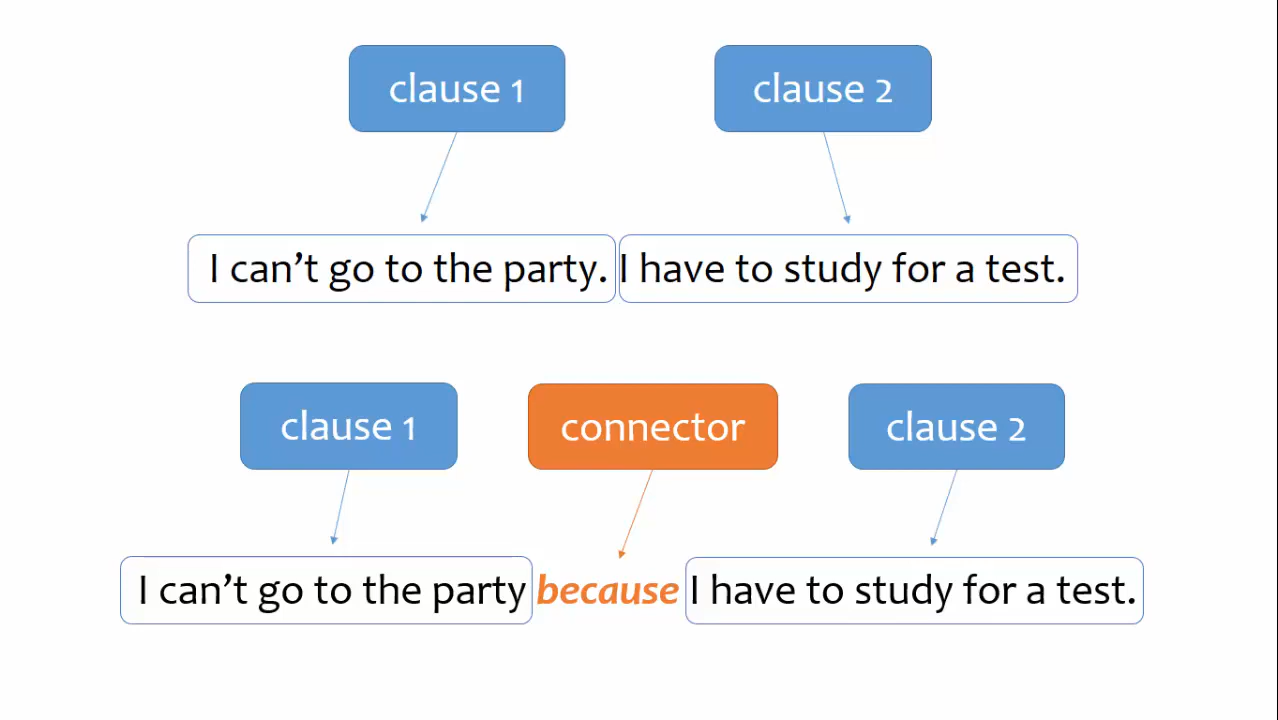 clause 1 clause 2
I can’t go to the party. I have to study for a test.
clause 1 connector clause 2
I can’t go to the party because I have to study for a test.